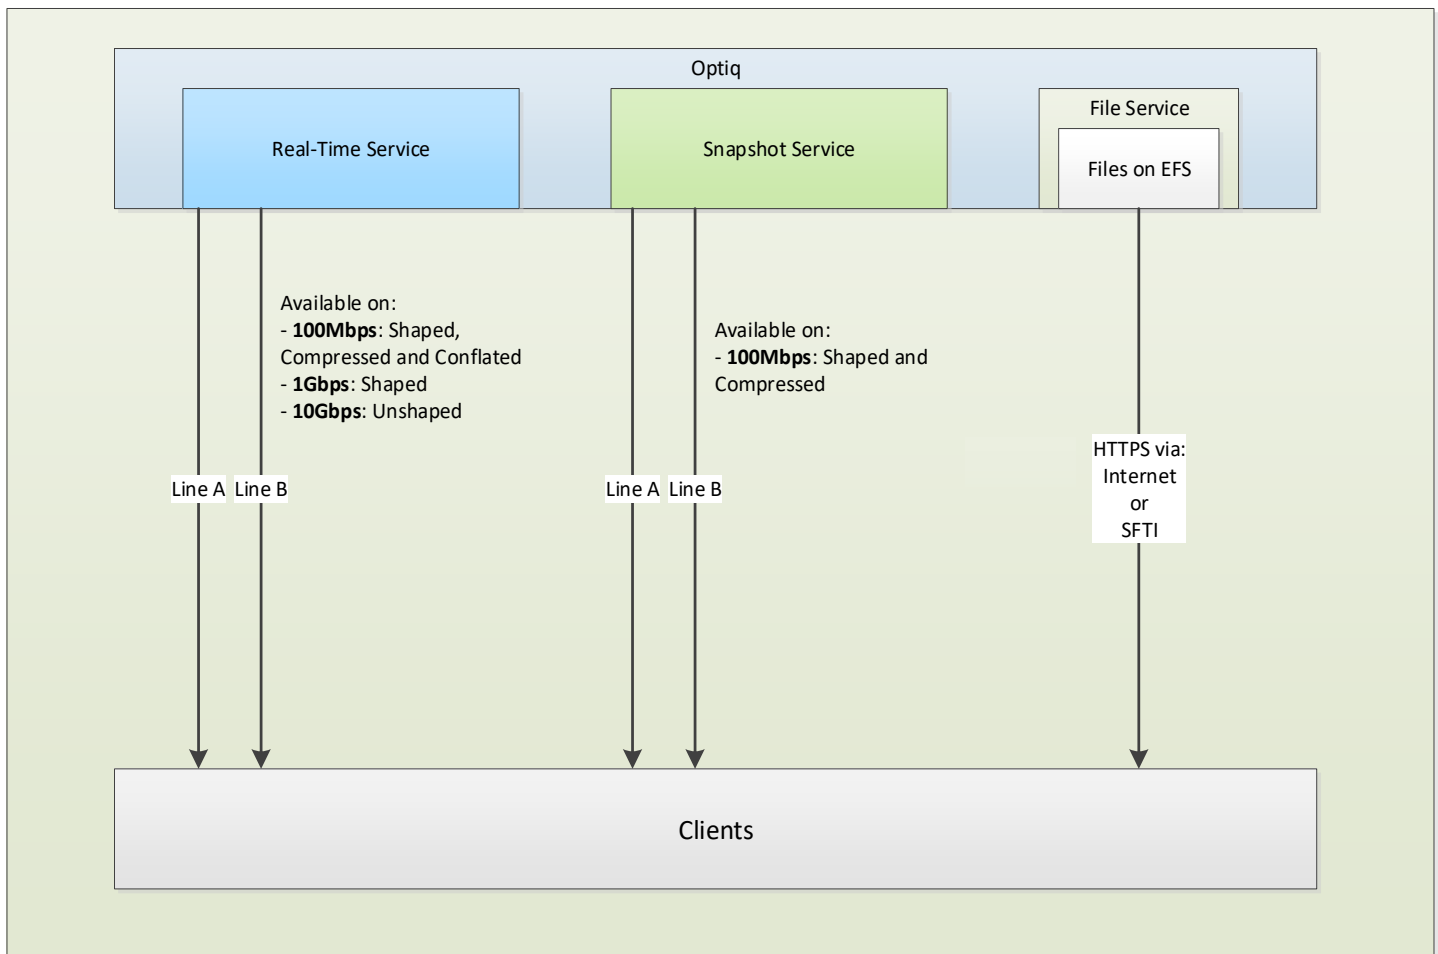 Optiq
Real-Time Service
Snapshot Service
File Service
Files on EFS
Available on:
- 100Mbps: Shaped,
Compressed and Conflated
- 1Gbps: Shaped
- 10Gbps: Unshaped
Available on:
- 100Mbps: Shaped and
Compressed
Line A
Line B
Line A
Line B
HTTPS via:
Internet
or
SFTI
Clients